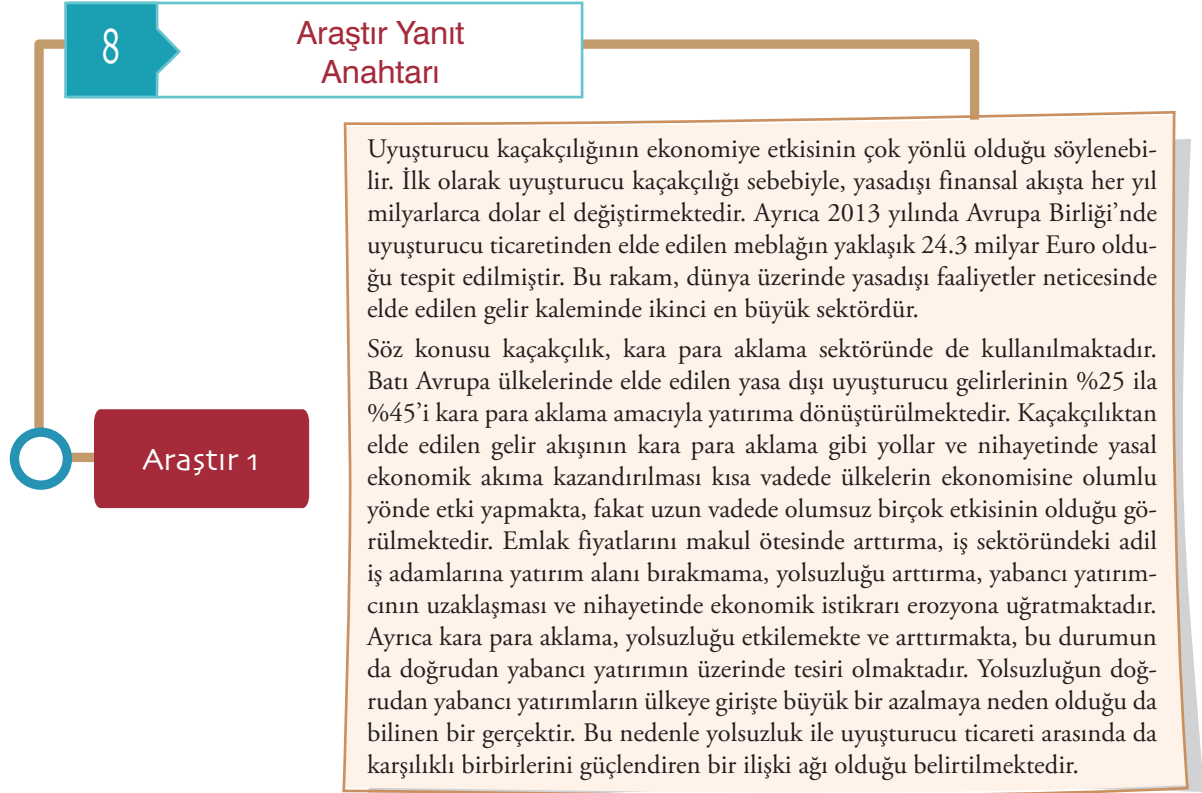 8
Araştır Yanıt
Anahtarı
Araştır 1
Uyuşturucu kaçakçılığının ekonomiye etkisinin çok yönlü olduğu söylenebi-
lir. İlk olarak uyuşturucu kaçakçılığı sebebiyle, yasadışı finansal akışta her yıl
milyarlarca dolar el değiştirmektedir. Ayrıca 2013 yılında Avrupa Birliği’nde
uyuşturucu ticaretinden elde edilen meblağın yaklaşık 24.3 milyar Euro oldu-
ğu tespit edilmiştir. Bu rakam, dünya üzerinde yasadışı faaliyetler neticesinde
elde edilen gelir kaleminde ikinci en büyük sektördür.
Söz konusu kaçakçılık, kara para aklama sektöründe de kullanılmaktadır.
Batı Avrupa ülkelerinde elde edilen yasa dışı uyuşturucu gelirlerinin %25 ila
%45’i kara para aklama amacıyla yatırıma dönüştürülmektedir. Kaçakçılıktan
elde edilen gelir akışının kara para aklama gibi yollar ve nihayetinde yasal
ekonomik akıma kazandırılması kısa vadede ülkelerin ekonomisine olumlu
yönde etki yapmakta, fakat uzun vadede olumsuz birçok etkisinin olduğu gö-
rülmektedir. Emlak fiyatlarını makul ötesinde arttırma, iş sektöründeki adil
iş adamlarına yatırım alanı bırakmama, yolsuzluğu arttırma, yabancı yatırım-
cının uzaklaşması ve nihayetinde ekonomik istikrarı erozyona uğratmaktadır.
Ayrıca kara para aklama, yolsuzluğu etkilemekte ve arttırmakta, bu durumun
da doğrudan yabancı yatırımın üzerinde tesiri olmaktadır. Yolsuzluğun doğ-
rudan yabancı yatırımların ülkeye girişte büyük bir azalmaya neden olduğu da
bilinen bir gerçektir. Bu nedenle yolsuzluk ile uyuşturucu ticareti arasında da
karşılıklı birbirlerini güçlendiren bir ilişki ağı olduğu belirtilmektedir.